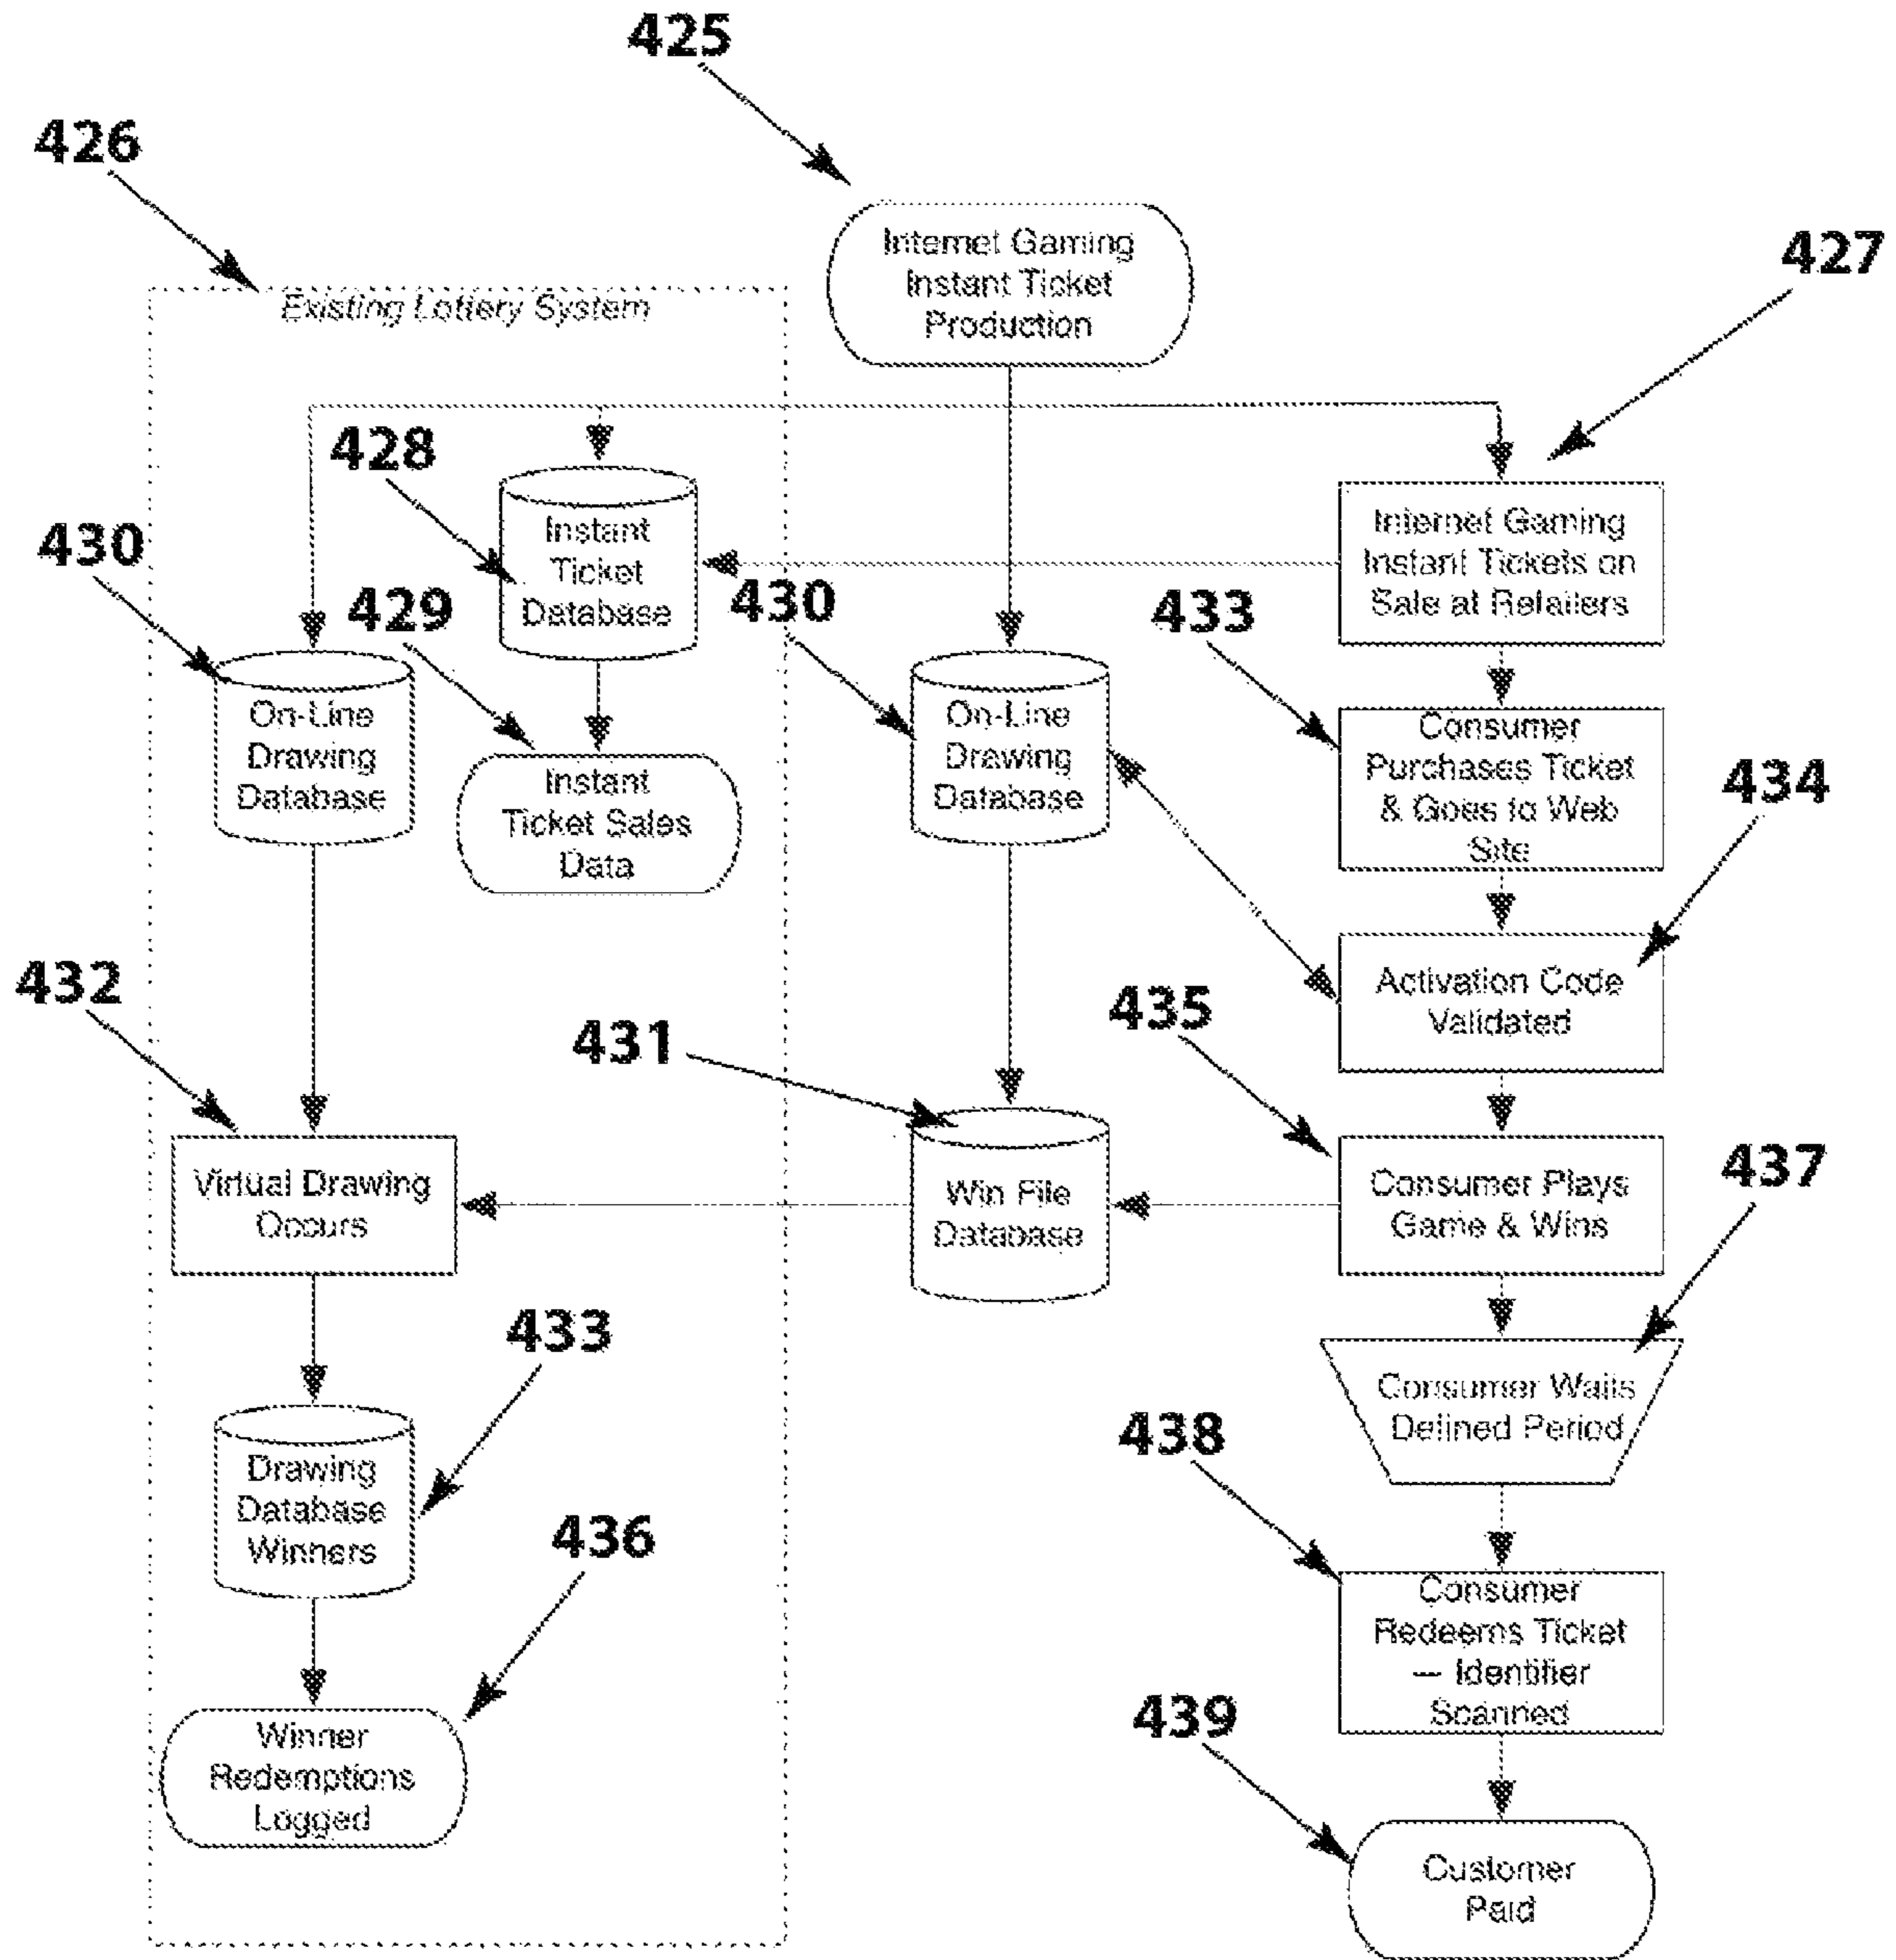 425
426
Internet Gaming
Instant Ticket
Production
427
Existing Lottery System
428
Instant
Ticket
Database
Internet Gaming
Instant Tickets on
Sale at Retailers
430
429
430
433
On-Line
Drawing
Database
Instant
Ticket Sales
Data
On-Line
Drawing
Database
Consumer
Purchases Ticket
& Goes to Web
Site
434
432
431
435
Activation Code
Validated
Virtual Drawing
Occurs
Win File
Database
Consumer Plays
Game & Wins
437
433
Drawing
Database
Winners
436
438
Consumer Waits
Defined Period
Consumer
Redeems Ticket
— Identifier
Scanned
Winner
Redemptions
Logged
439
Customer
Paid